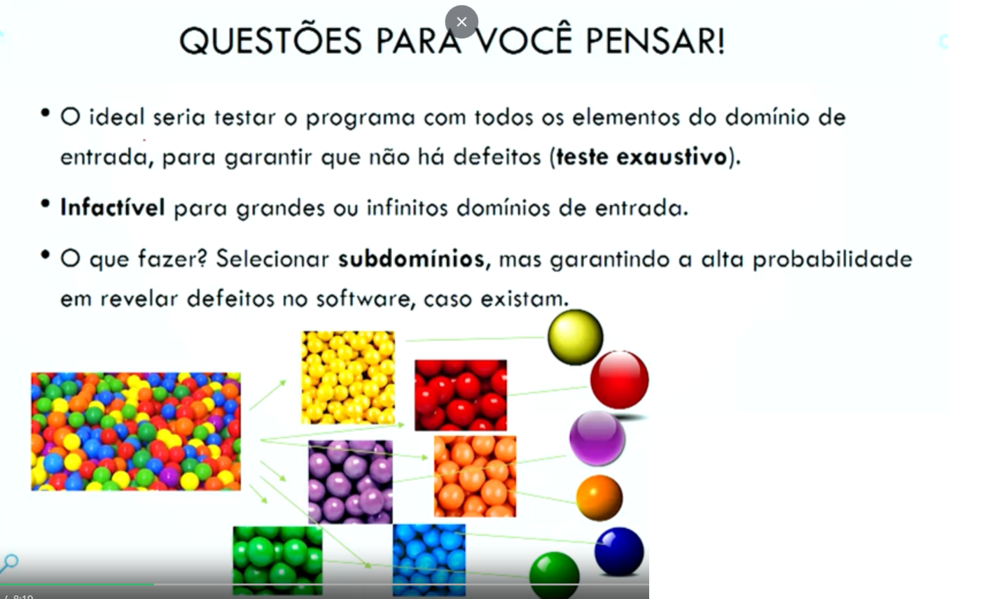 QUESTÕES PARA VOCÊ PENSAR!
• O ideal seria testar o programa com todos os elementos do domínio de
entrada, para garantir que não há defeitos (teste exaustivo).
• Infactível para grandes ou infinitos domínios de entrada.
• O que fazer? Selecionar subdomínios, mas garantindo a alta probabilidade
em revelar defeitos no software, caso existam.
/ 8:19